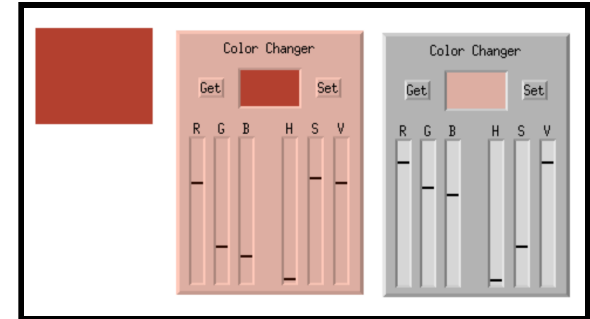 Color Changer
Get Set
R G B H S V
Color Changer
Get Set
R G B H S V